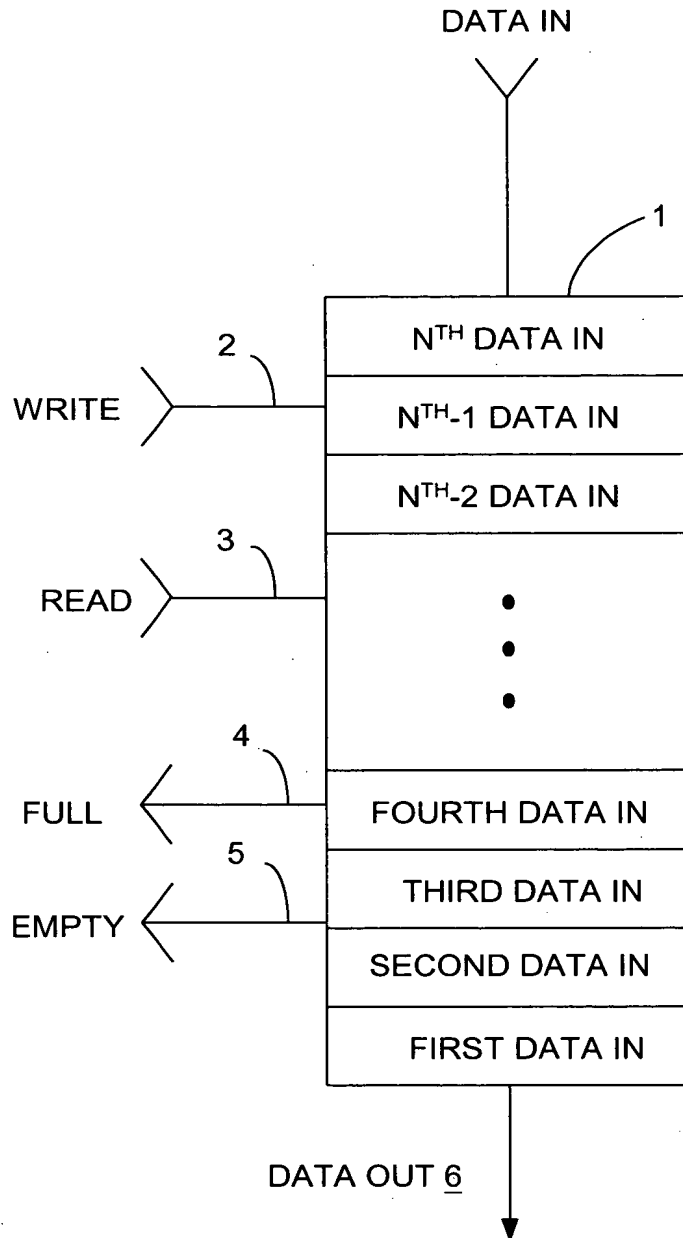 DATA IN
1
N^TH DATA IN
2
WRITE
N^TH-1 DATA IN
N^TH-2 DATA IN
3
READ
4
FULL
FOURTH DATA IN
5
THIRD DATA IN
EMPTY
SECOND DATA IN
FIRST DATA IN
DATA OUT 6